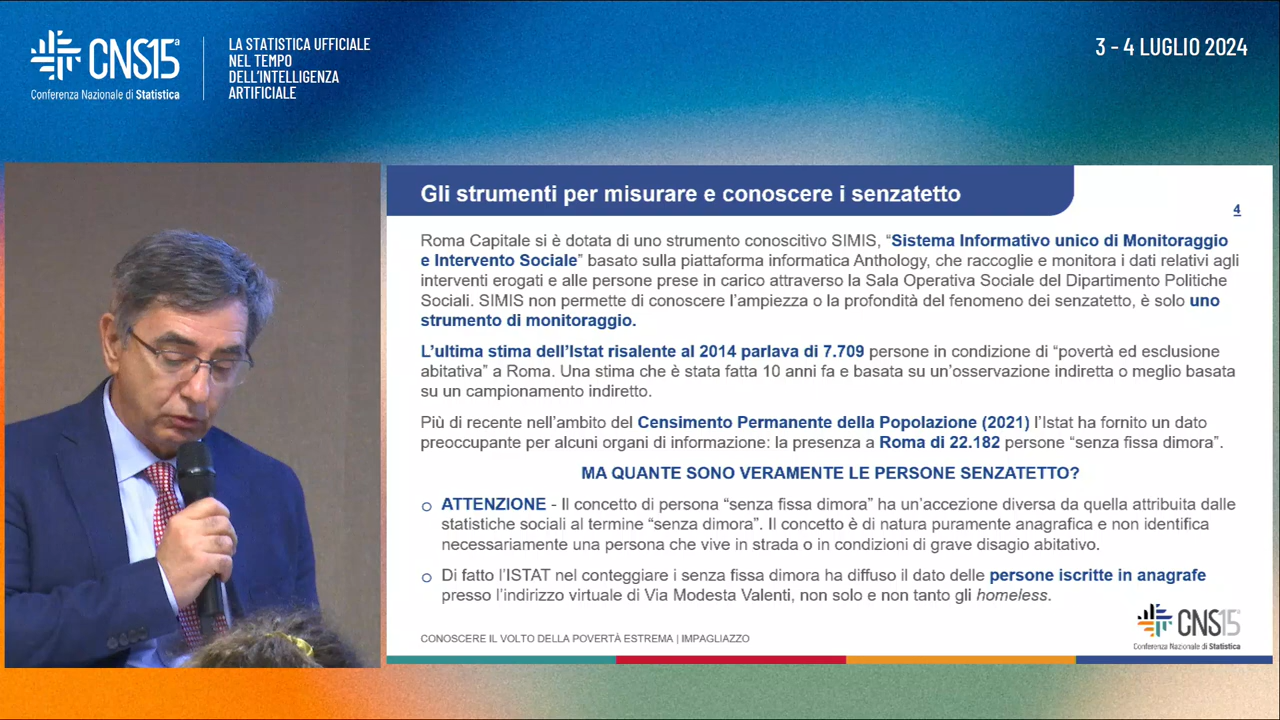 CNS15ª
Conferenza Nazionale di Statistica
LA STATISTICA UFFICIALE
NEL TEMPO
DELL'INTELLIGENZA
ARTIFICIALE
3 - 4 LUGLIO 2024
Gli strumenti per misurare e conoscere i senzatetto
4
Roma Capitale si è dotata di uno strumento conoscitivo SIMIS, “Sistema Informativo unico di Monitoraggio
e Intervento Sociale” basato sulla piattaforma informatica Anthology, che raccoglie e monitora i dati relativi agli
interventi erogati e alle persone prese in carico attraverso la Sala Operativa Sociale del Dipartimento Politiche
Sociali. SIMIS non permette di conoscere l’ampiezza o la profondità del fenomeno dei senzatetto, è solo uno
strumento di monitoraggio.
L’ultima stima dell’Istat risalente al 2014 parlava di 7.709 persone in condizione di “povertà ed esclusione
abitativa” a Roma. Una stima che è stata fatta 10 anni fa e basata su un’osservazione indiretta o meglio basata
su un campionamento indiretto.
Più di recente nell’ambito del Censimento Permanente della Popolazione (2021) l’Istat ha fornito un dato
preoccupante per alcuni organi di informazione: la presenza a Roma di 22.182 persone “senza fissa dimora”.
MA QUANTE SONO VERAMENTE LE PERSONE SENZATETTO?
o ATTENZIONE - Il concetto di persona “senza fissa dimora” ha un’accezione diversa da quella attribuita dalle
statistiche sociali al termine “senza dimora”. Il concetto è di natura puramente anagrafica e non identifica
necessariamente una persona che vive in strada o in condizioni di grave disagio abitativo.
o Di fatto l’ISTAT nel conteggiare i senza fissa dimora ha diffuso il dato delle persone iscritte in anagrafe
presso l’indirizzo virtuale di Via Modesta Valenti, non solo e non tanto gli homeless.
CONOSCERE IL VOLTO DELLA POVERTÀ ESTREMA | IMPAGLIAZZO
CNS15ª
Conferenza Nazionale di Statistica